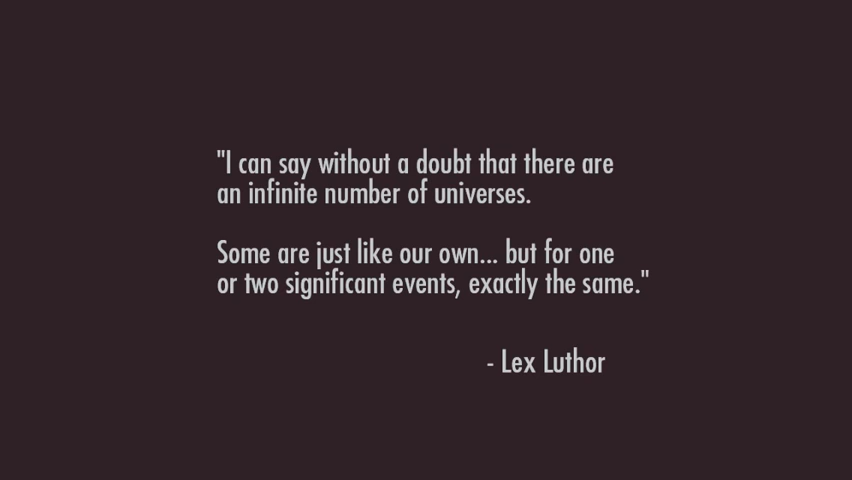 "I can say without a doubt that there are
an infinite number of universes.
Some are just like our own... but for one
or two significant events, exactly the same."
- Lex Luthor